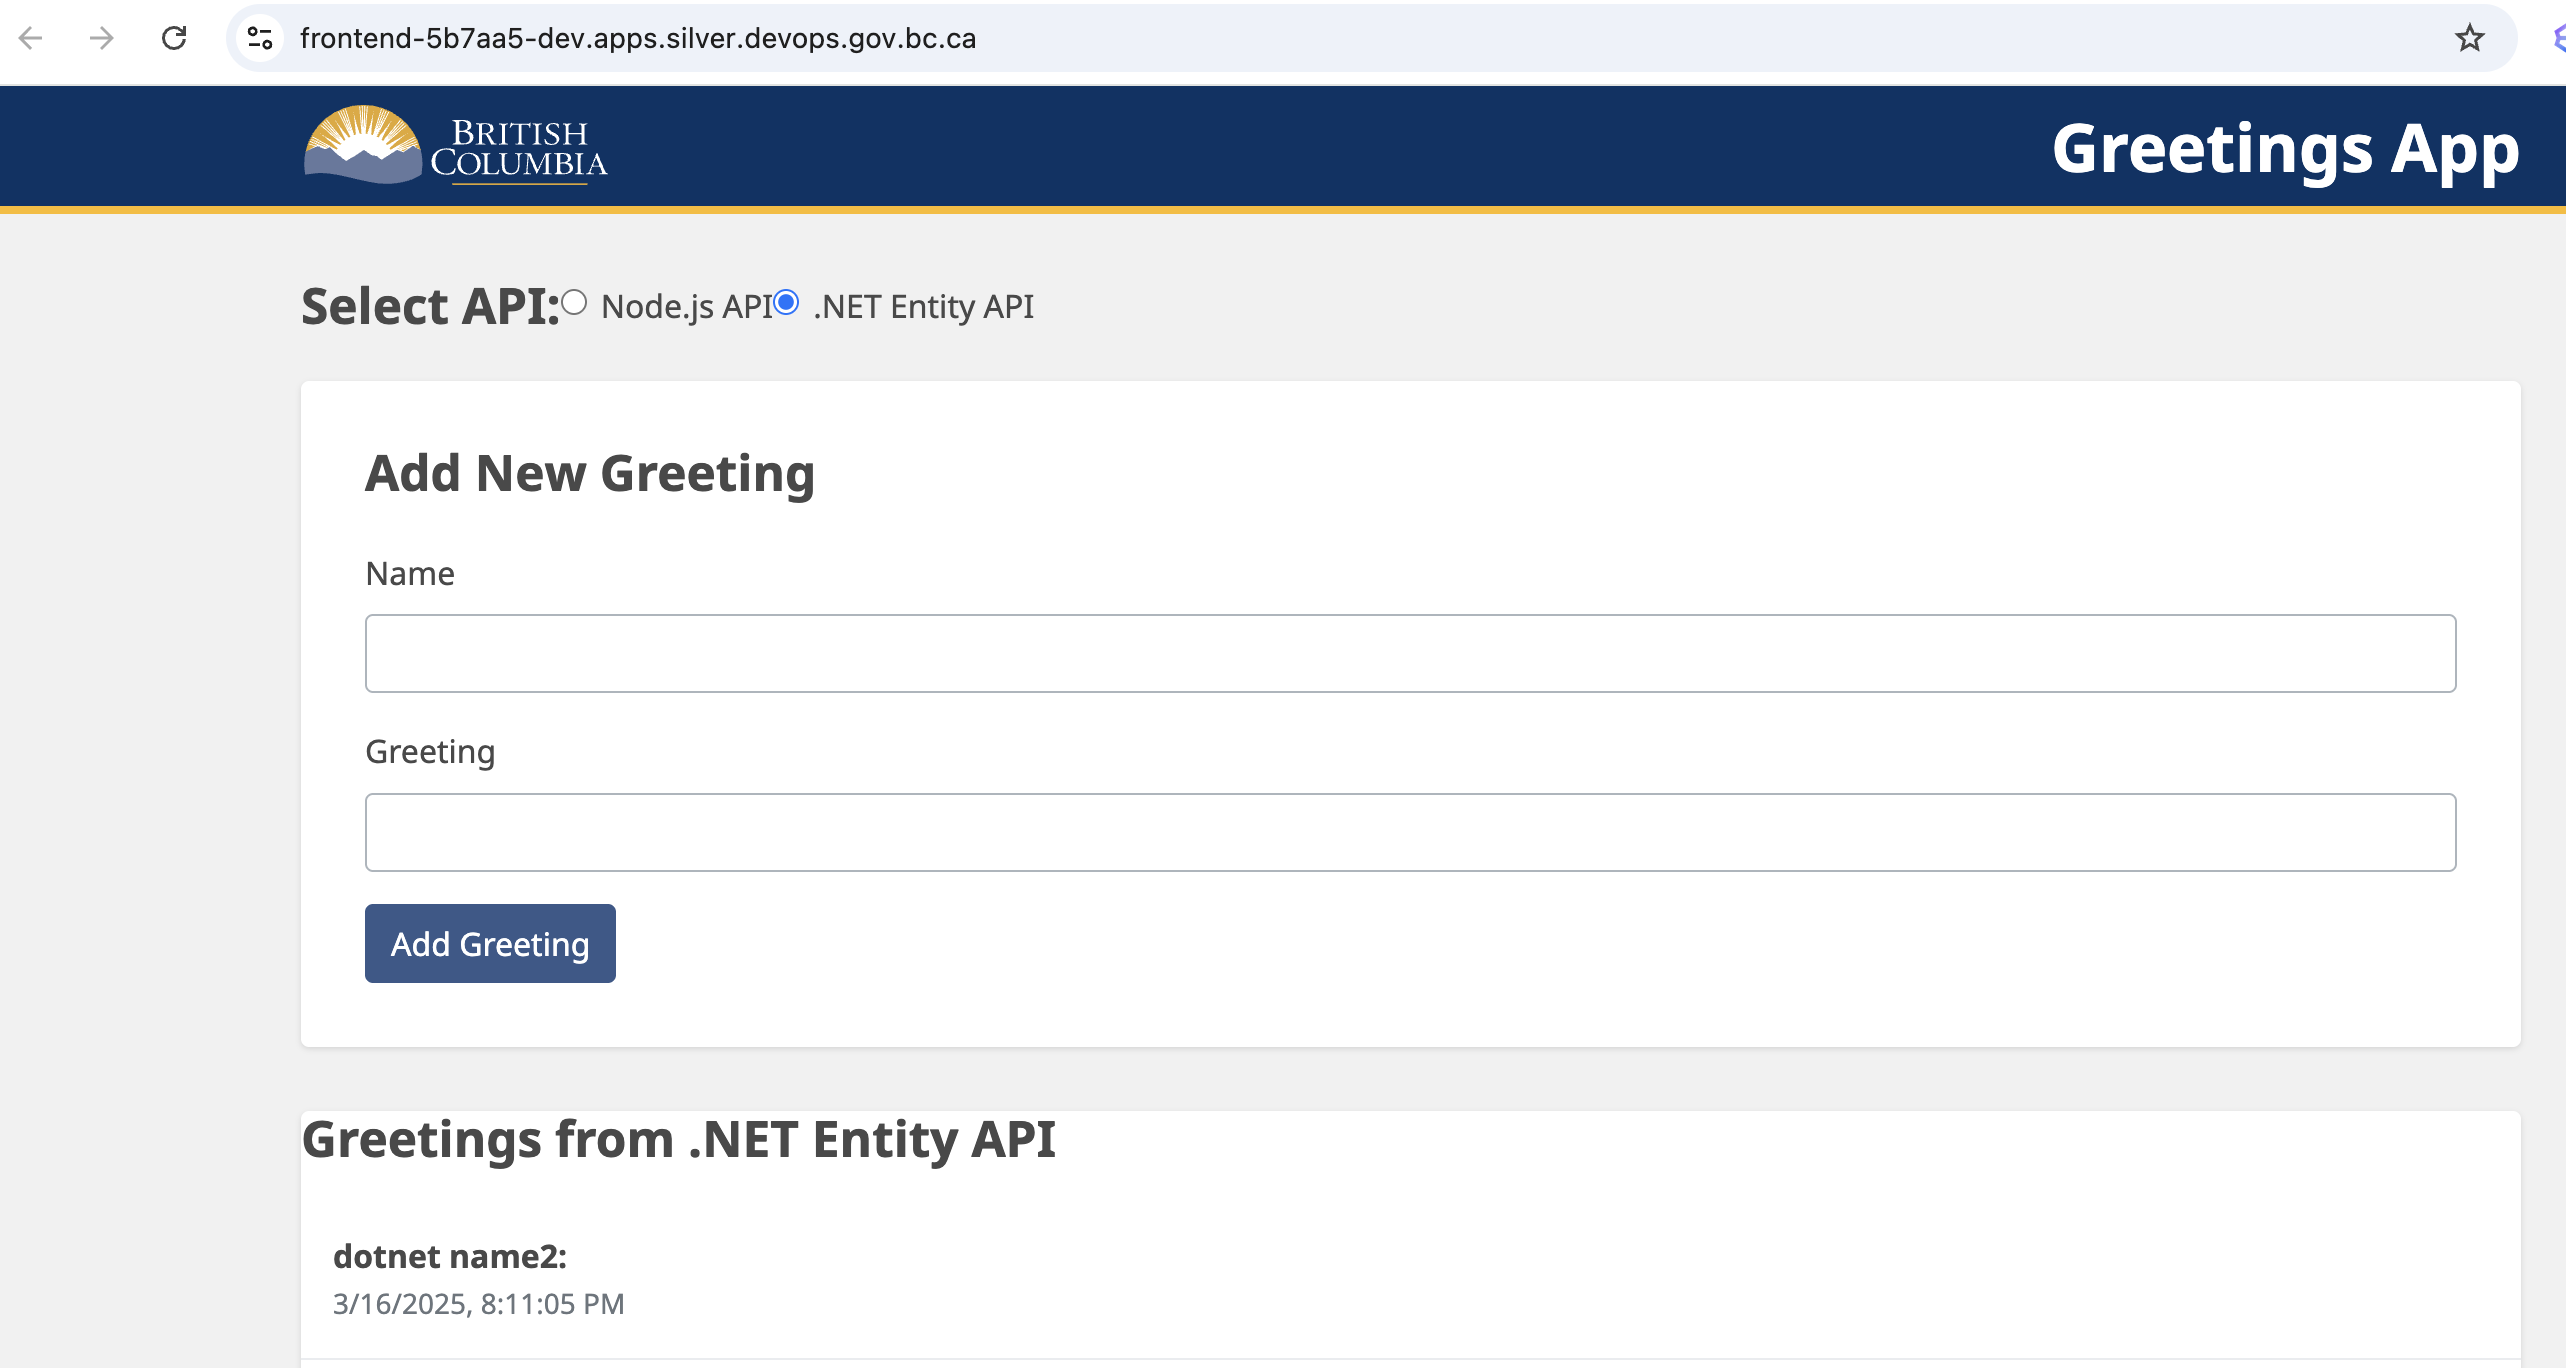 frontend-5b7aa5-dev.apps.silver.devops.gov.bc.ca
BRITISH
COLUMBIA
Greetings App
Select API: Node.js API .NET Entity API
Add New Greeting
Name
Greeting
Add Greeting
Greetings from .NET Entity API
dotnet name2:
3/16/2025, 8:11:05 PM